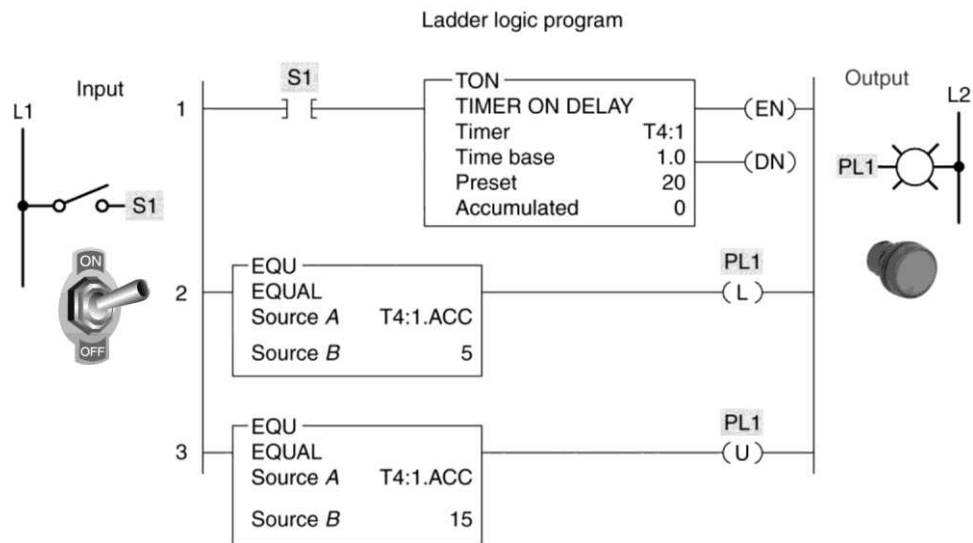 Ladder logic program
Input
L1
S1
ON
OFF
1
S1
TON
TIMER ON DELAY
Timer T4:1
Time base 1.0
Preset 20
Accumulated 0
EN
DN
Output
L2
PL1
2
EQU
EQUAL
Source A T4:1.ACC
Source B 5
PL1
L
3
EQU
EQUAL
Source A T4:1.ACC
Source B 15
PL1
U